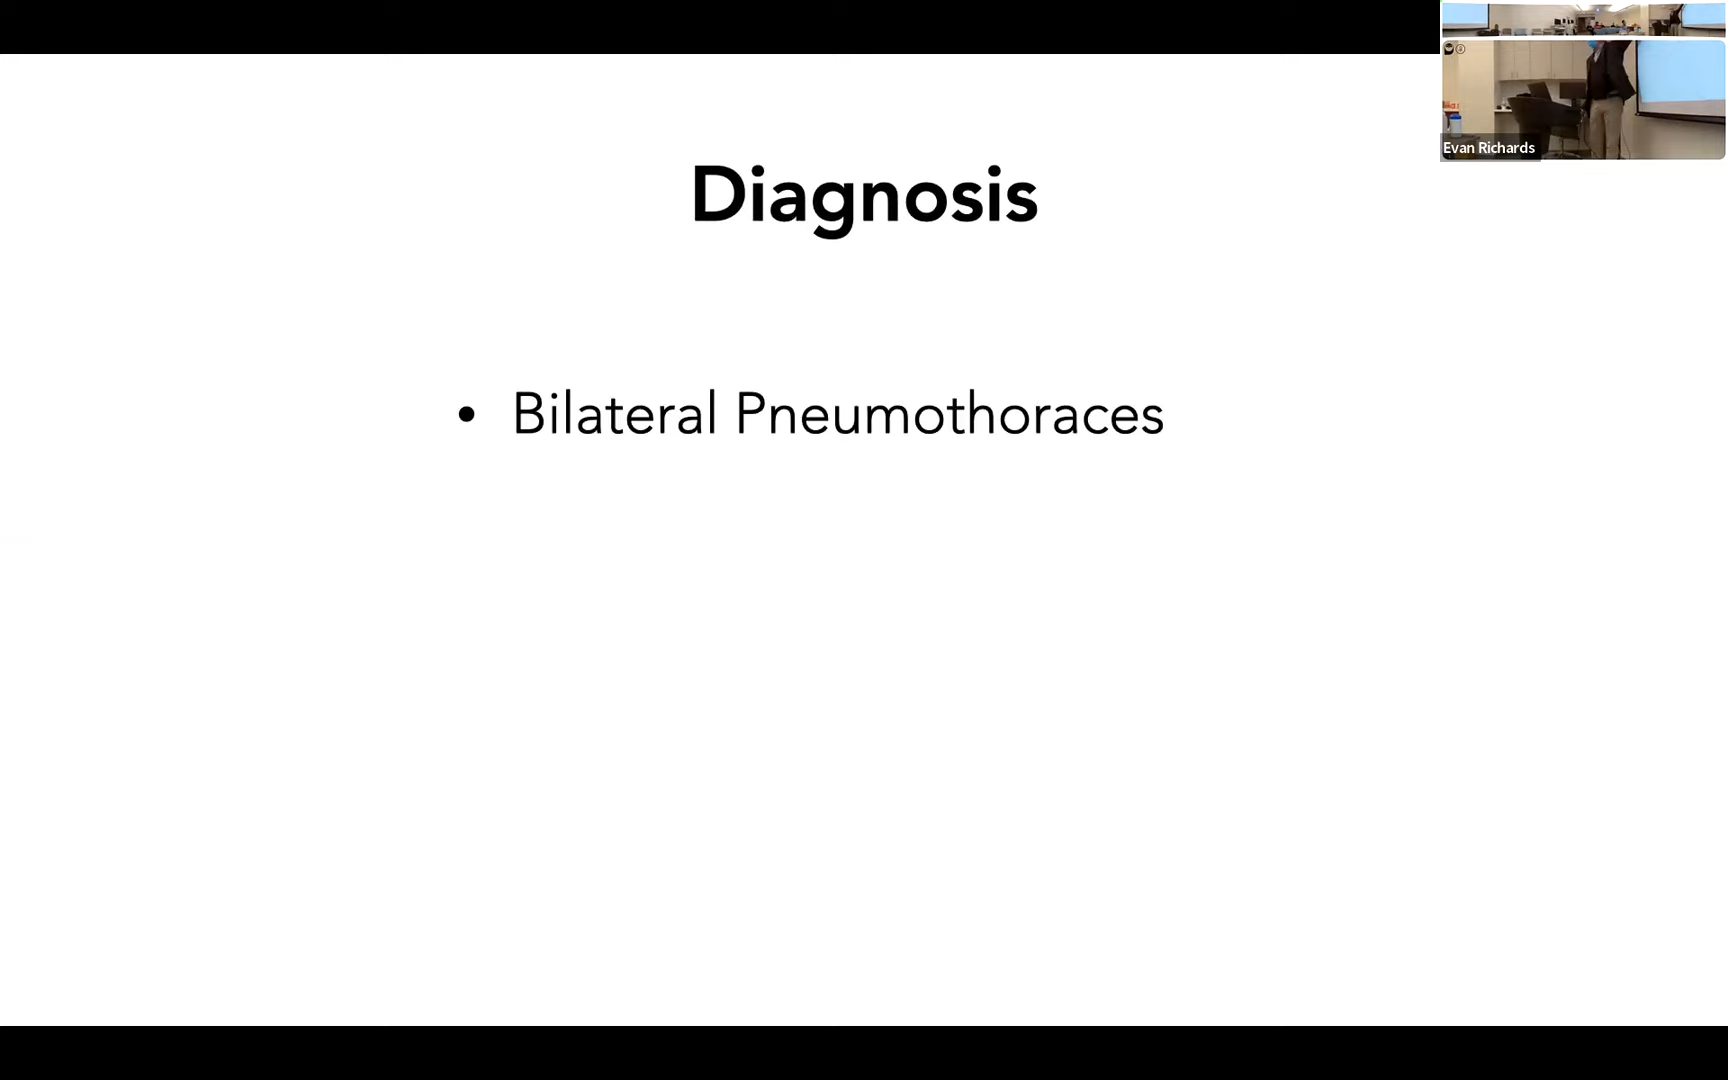 Diagnosis
• Bilateral Pneumothoraces
Evan Richards